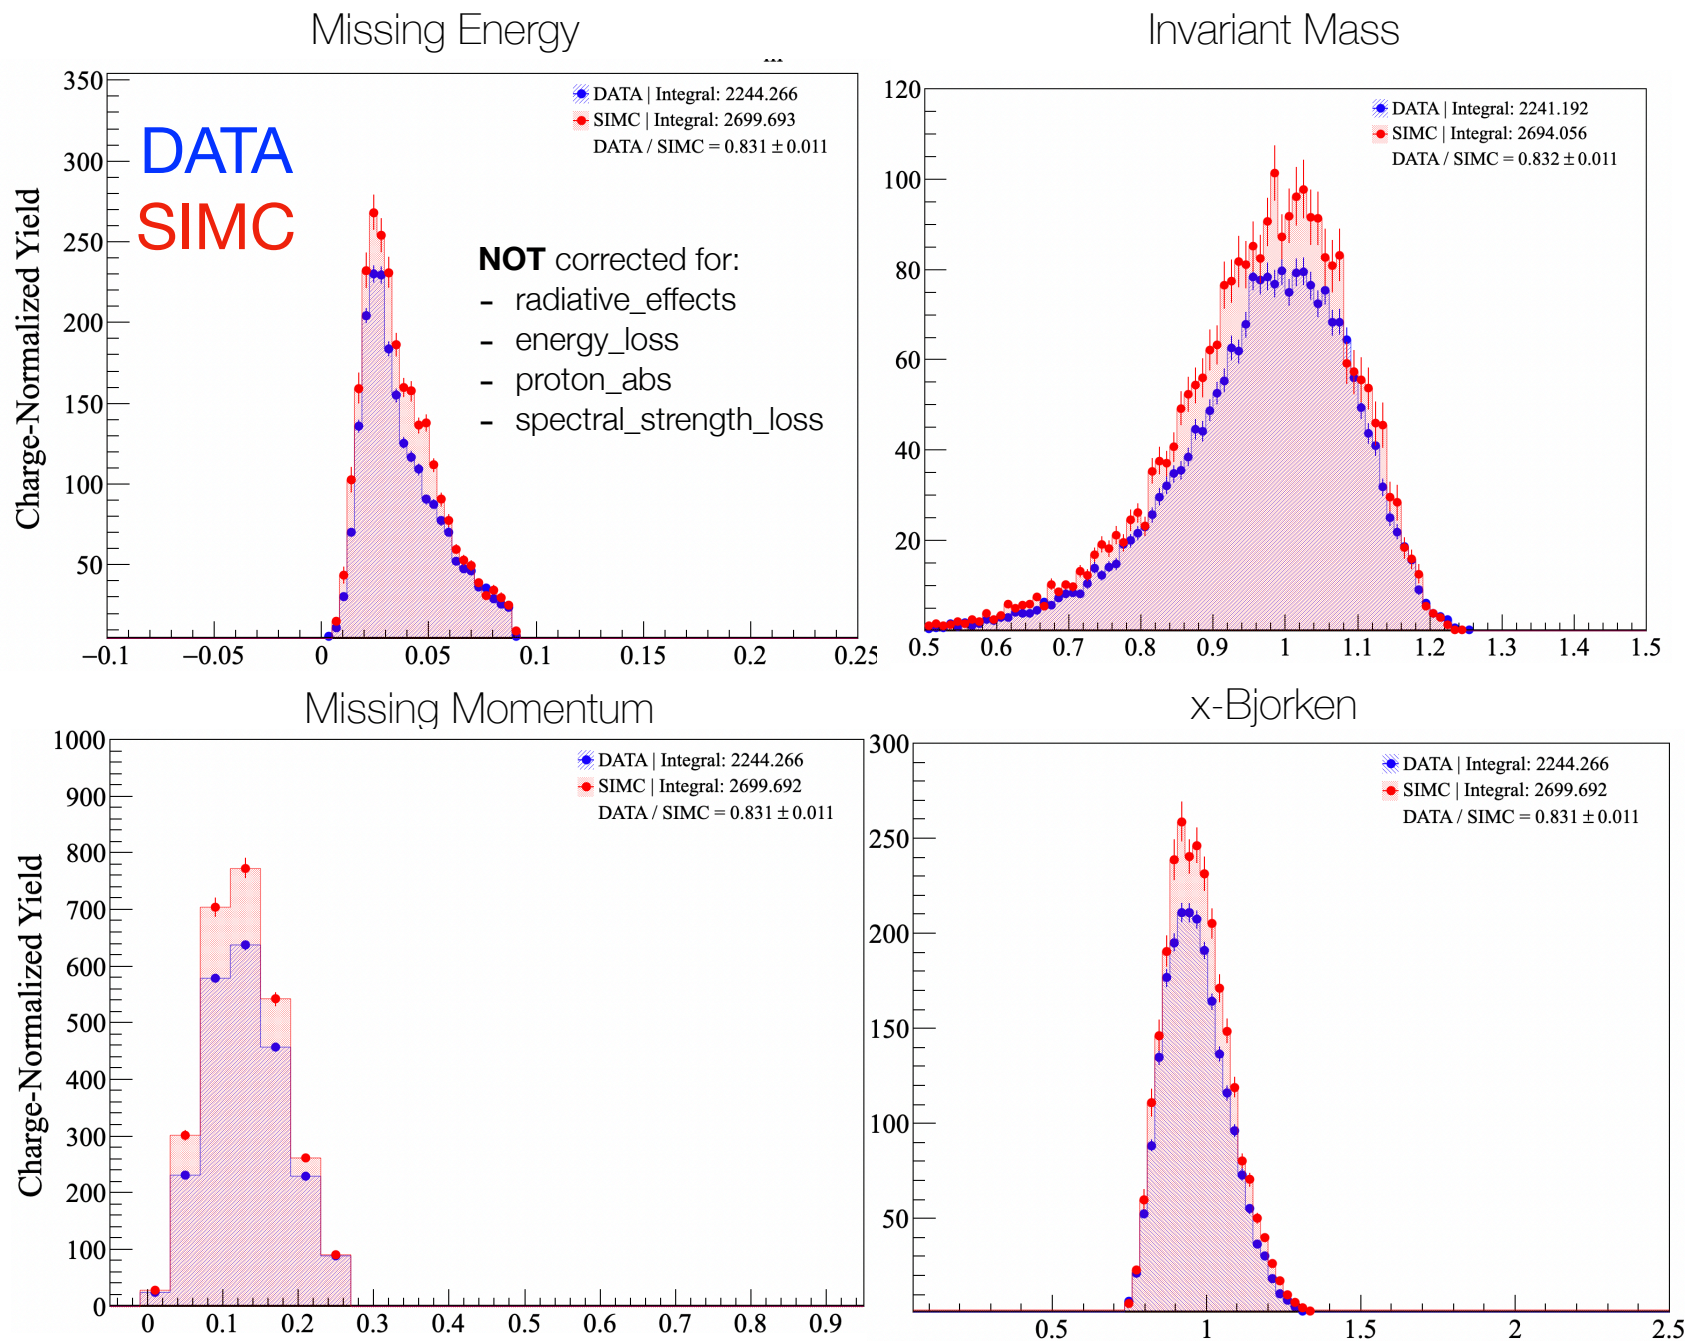 Missing Energy
350
300
250
200
150
100
50
Charge-Normalized Yield
DATA
SIMC
DATA | Integral: 2244.266
SIMC | Integral: 2699.693
DATA / SIMC = 0.831 ± 0.011
NOT corrected for:
- radiative_effects
- energy_loss
- proton_abs
- spectral_strength_loss
−0.1 −0.05 0 0.05 0.1 0.15 0.2 0.25
Invariant Mass
120
100
80
60
40
20
DATA | Integral: 2241.192
SIMC | Integral: 2694.056
DATA / SIMC = 0.832 ± 0.011
0.5 0.6 0.7 0.8 0.9 1 1.1 1.2 1.3 1.4 1.5
Missing Momentum
1000
900
800
700
600
500
400
300
200
100
0
Charge-Normalized Yield
DATA | Integral: 2244.266
SIMC | Integral: 2699.692
DATA / SIMC = 0.831 ± 0.011
0 0.1 0.2 0.3 0.4 0.5 0.6 0.7 0.8 0.9
x-Bjorken
300
250
200
150
100
50
DATA | Integral: 2244.266
SIMC | Integral: 2699.692
DATA / SIMC = 0.831 ± 0.011
0.5 1 1.5 2 2.5